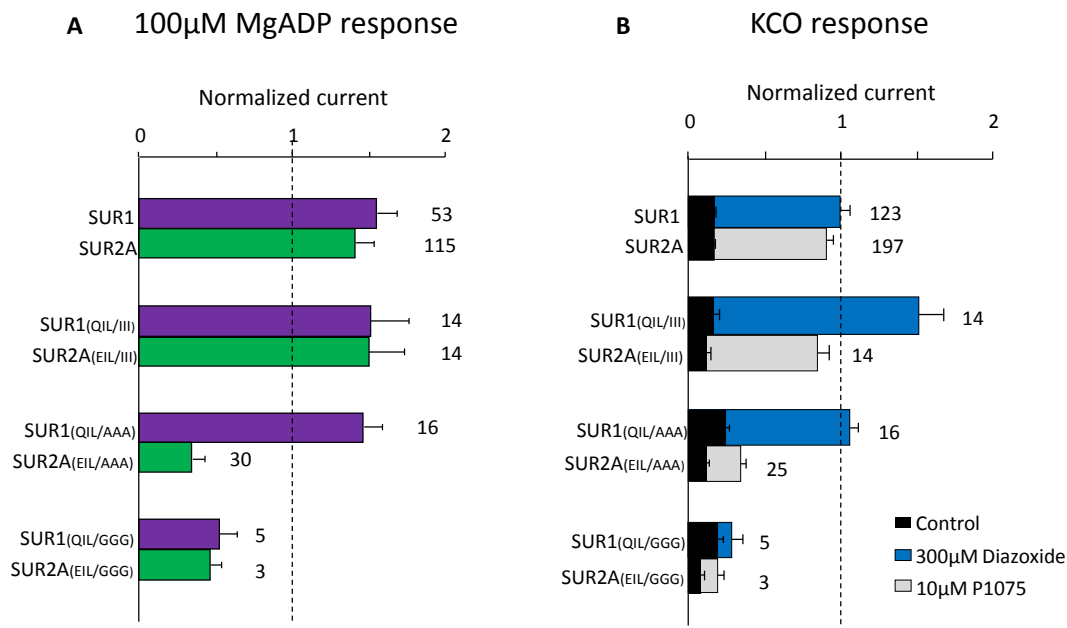 A 100µM MgADP response
Normalized current
0 1 2
SUR1 53
SUR2A 115
SUR1(QIL/III) 14
SUR2A(EIL/III) 14
SUR1(QIL/AAA) 16
SUR2A(EIL/AAA) 30
SUR1(QIL/GGG) 5
SUR2A(EIL/GGG) 3
B KCO response
Normalized current
0 1 2
SUR1 123
SUR2A 197
SUR1(QIL/III) 14
SUR2A(EIL/III) 14
SUR1(QIL/AAA) 16
SUR2A(EIL/AAA) 25
SUR1(QIL/GGG) 5
SUR2A(EIL/GGG) 3
Control
300µM Diazoxide
10µM P1075